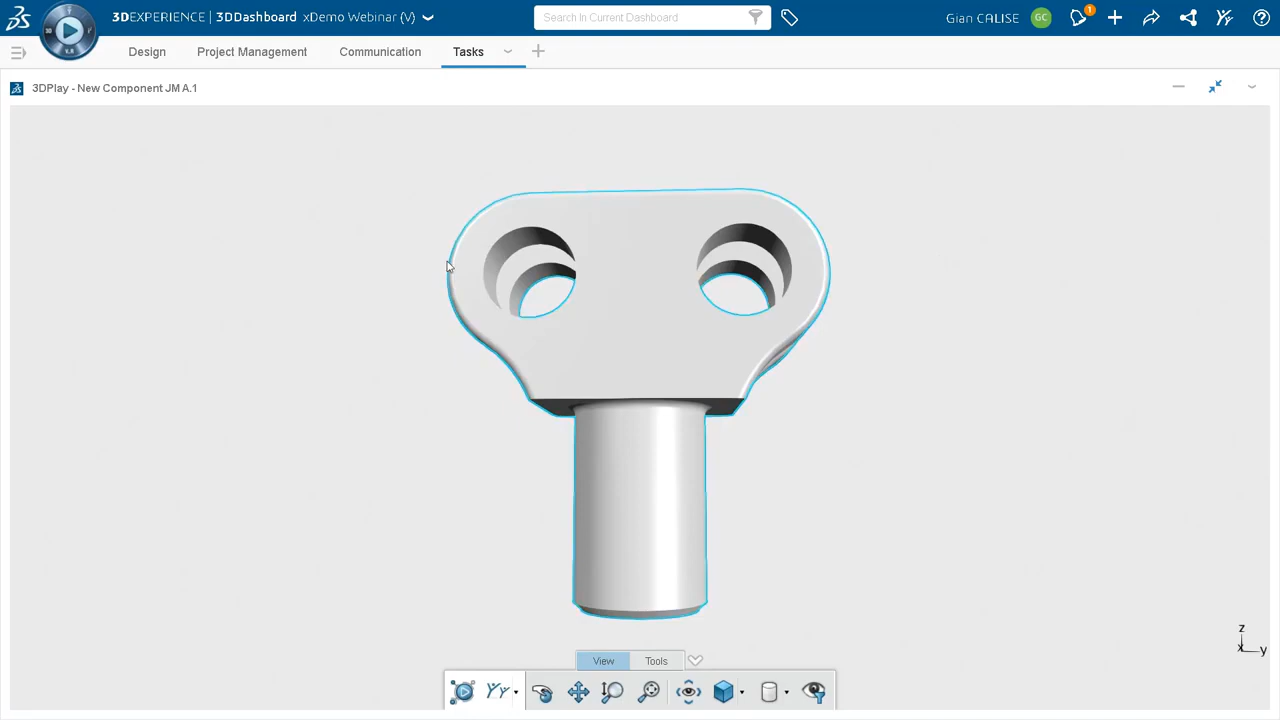 3DEXPERIENCE | 3DDashboard xDemo Webinar (V)
Search In Current Dashboard
Gian CALISE GC 1
Design Project Management Communication Tasks
3DPlay - New Component JM A.1
z
x y
View Tools